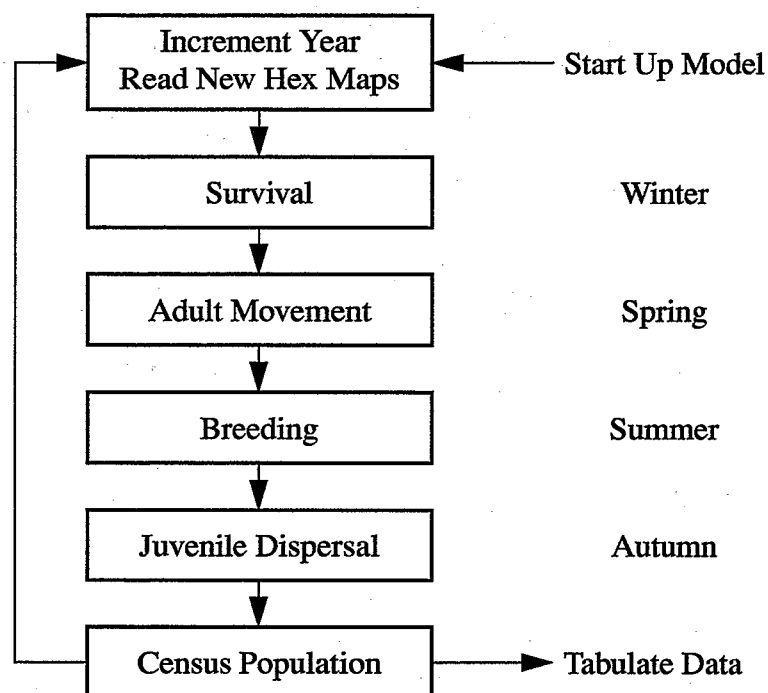 Increment Year
Read New Hex Maps
Start Up Model
Survival
Winter
Adult Movement
Spring
Breeding
Summer
Juvenile Dispersal
Autumn
Census Population
Tabulate Data